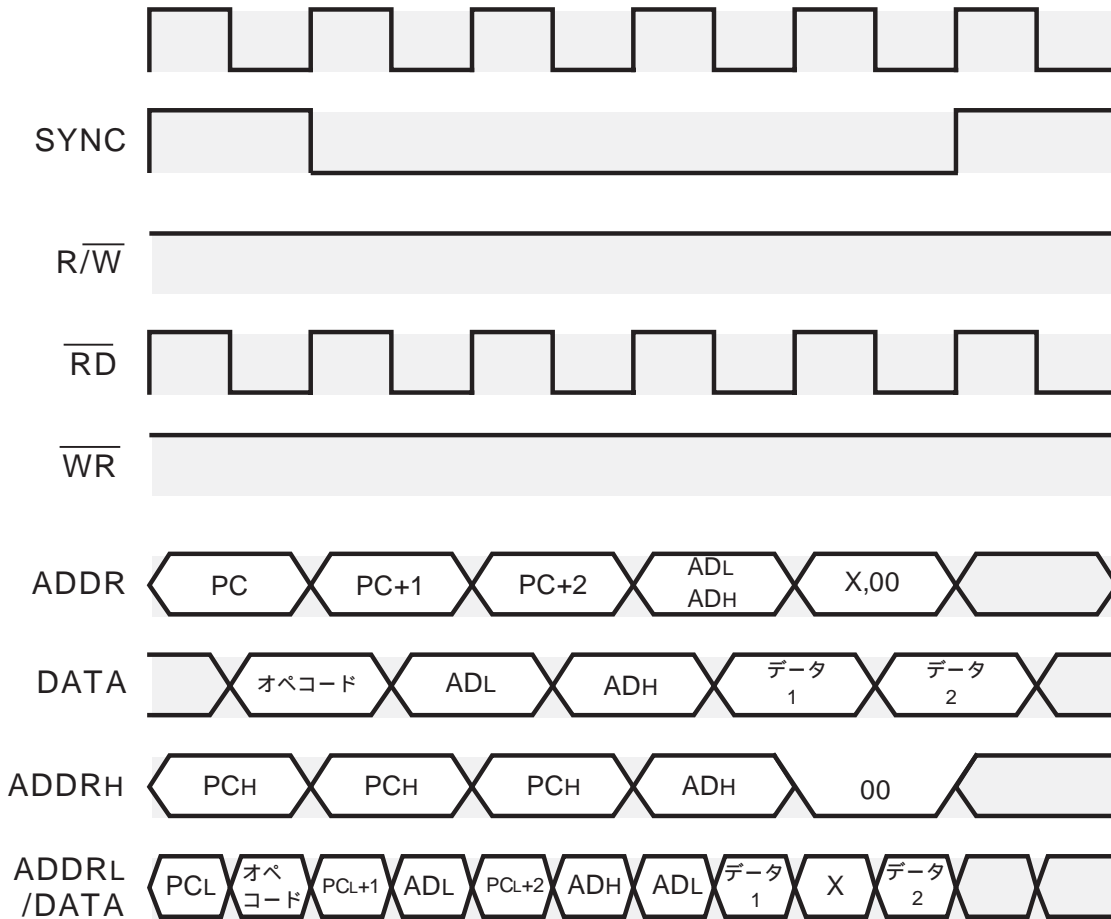 SYNC
R/W
RD
WR
ADDR PC PC+1 PC+2 ADL X,00
ADH
DATA オペコード ADL ADH データ データ
1 2
ADDRH PCH PCH PCH ADH 00
ADDRL
/DATA PCL オペ PCL+1 ADL PCL+2 ADH ADL データ X データ
コード 1 2